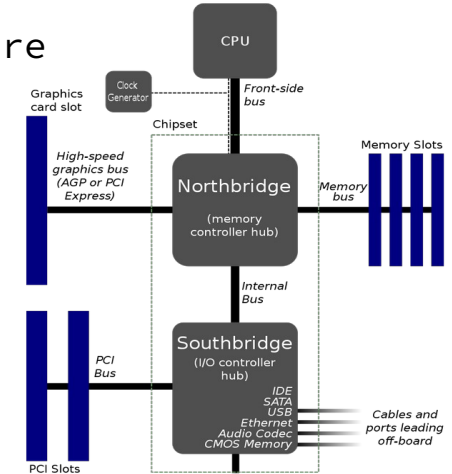 re
CPU
Clock
Generator
Front-side
bus
Graphics
card slot
Chipset
High-speed
graphics bus
(AGP or PCI
Express)
Northbridge
(memory
controller hub)
Memory
bus
Memory Slots
Internal
Bus
Southbridge
(I/O controller
hub)
PCI
Bus
IDE
SATA
USB
Ethernet
Audio Codec
CMOS Memory
Cables and
ports leading
off-board
PCI Slots